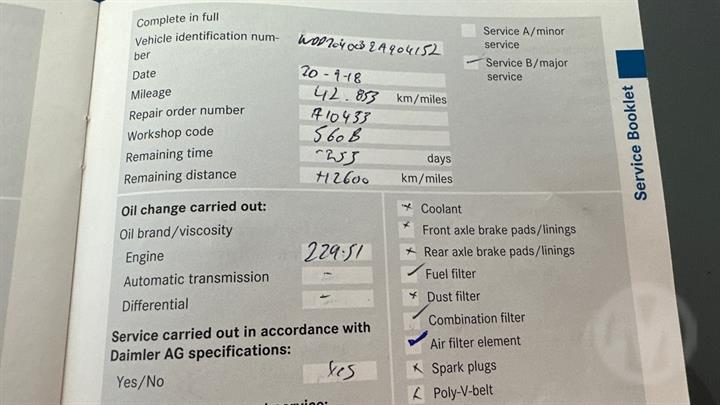 Complete in full
Vehicle identification num-
ber
Date 20-9-18
Mileage 42.853 km/miles
Repair order number A10433
Workshop code 560B
Remaining time -253 days
Remaining distance +12600 km/miles
Service A/minor
service
Service B/major
service
Service Booklet
Oil change carried out:
Oil brand/viscosity
Engine 229.51
Automatic transmission -
Differential -
Service carried out in accordance with
Daimler AG specifications:
Yes/No Yes
Coolant
Front axle brake pads/linings
Rear axle brake pads/linings
Fuel filter
Dust filter
Combination filter
Air filter element
Spark plugs
Poly-V-belt